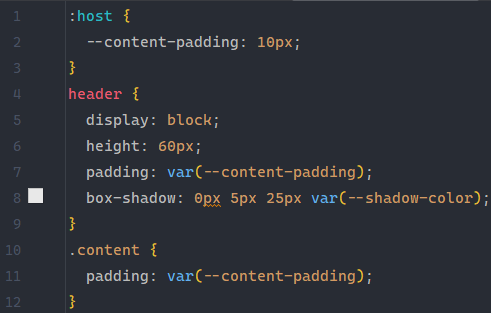 1 :host {
2 --content-padding: 10px;
3 }
4 header {
5 display: block;
6 height: 60px;
7 padding: var(--content-padding);
8 box-shadow: 0px 5px 25px var(--shadow-color);
9 }
10 .content {
11 padding: var(--content-padding);
12 }